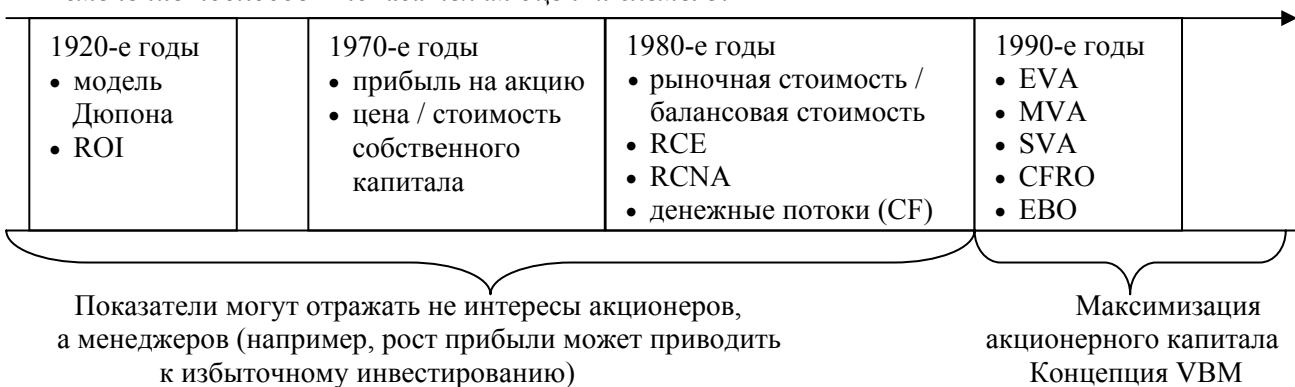 1920-е годы
• модель
Дюпона
• ROI
1970-е годы
• прибыль на акцию
• цена / стоимость
собственного
капитала
1980-е годы
• рыночная стоимость /
балансовая стоимость
• RCE
• RCNA
• денежные потоки (CF)
1990-е годы
• EVA
• MVA
• SVA
• CFRO
• EBO
Показатели могут отражать не интересы акционеров,
а менеджеров (например, рост прибыли может приводить
к избыточному инвестированию)
Максимизация
акционерного капитала
Концепция VBM